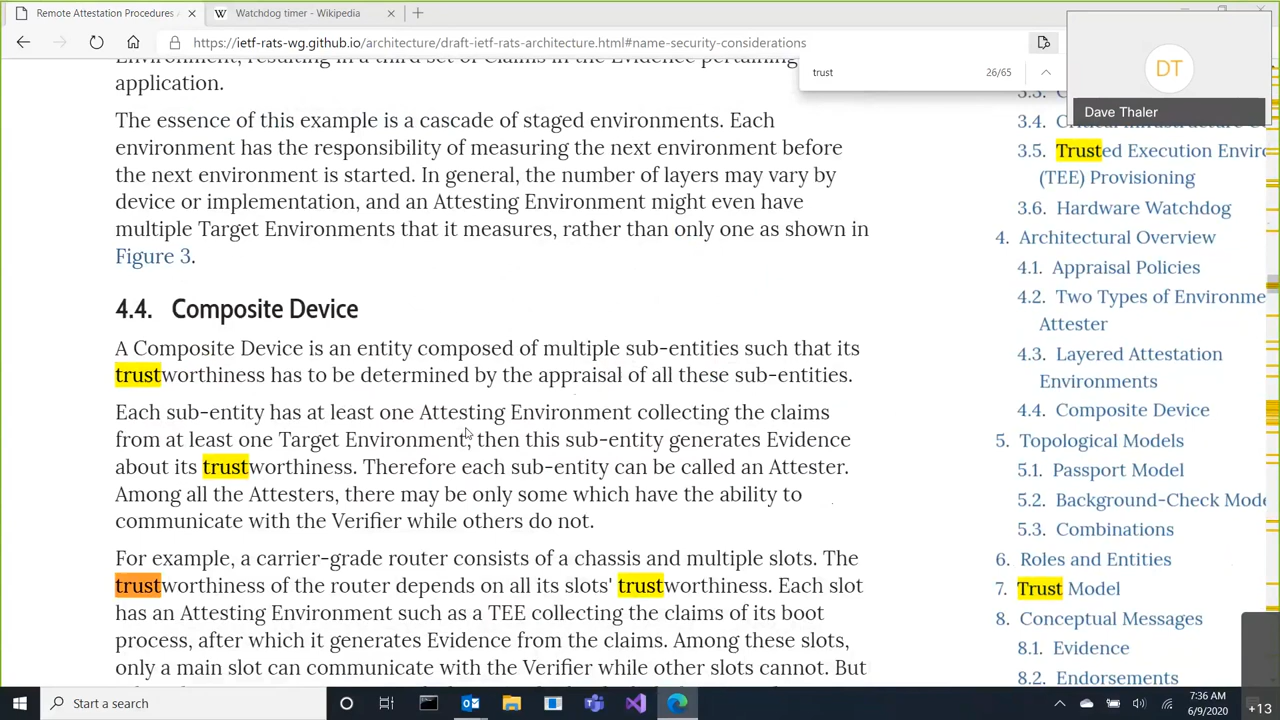 Remote Attestation Procedures
Watchdog timer - Wikipedia
https://ietf-rats-wg.github.io/architecture/draft-ietf-rats-architecture.html#name-security-considerations
trust
26/65
DT
Dave Thaler
Environment, resulting in a third set of Claims in the Evidence pertaining
application.
The essence of this example is a cascade of staged environments. Each
environment has the responsibility of measuring the next environment before
the next environment is started. In general, the number of layers may vary by
device or implementation, and an Attesting Environment might even have
multiple Target Environments that it measures, rather than only one as shown in
Figure 3.
4.4. Composite Device
A Composite Device is an entity composed of multiple sub-entities such that its
trustworthiness has to be determined by the appraisal of all these sub-entities.
Each sub-entity has at least one Attesting Environment collecting the claims
from at least one Target Environment, then this sub-entity generates Evidence
about its trustworthiness. Therefore each sub-entity can be called an Attester.
Among all the Attesters, there may be only some which have the ability to
communicate with the Verifier while others do not.
For example, a carrier-grade router consists of a chassis and multiple slots. The
trustworthiness of the router depends on all its slots' trustworthiness. Each slot
has an Attesting Environment such as a TEE collecting the claims of its boot
process, after which it generates Evidence from the claims. Among these slots,
only a main slot can communicate with the Verifier while other slots cannot. But
3.3.
3.4.
3.5. Trusted Execution Enviro
(TEE) Provisioning
3.6. Hardware Watchdog
4. Architectural Overview
4.1. Appraisal Policies
4.2. Two Types of Environme
Attester
4.3. Layered Attestation
Environments
4.4. Composite Device
5. Topological Models
5.1. Passport Model
5.2. Background-Check Mode
5.3. Combinations
6. Roles and Entities
7. Trust Model
8. Conceptual Messages
8.1. Evidence
8.2. Endorsements
Start a search
7:36 AM
6/9/2020
+13